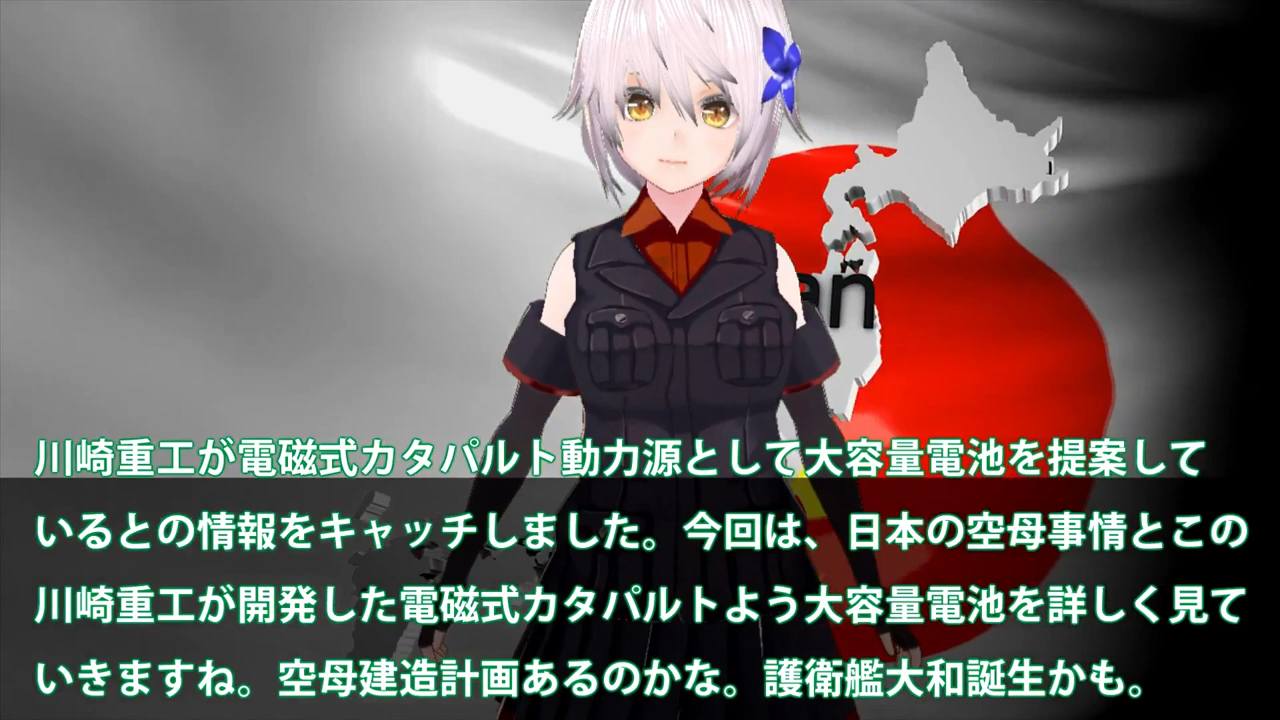 an
川崎重工が電磁式カタパルト動力源として大容量電池を提案して
いるとの情報をキャッチしました。今回は、日本の空母事情とこの
川崎重工が開発した電磁式カタパルトよう大容量電池を詳しく見て
いきますね。空母建造計画あるのかな。護衛艦大和誕生かも。